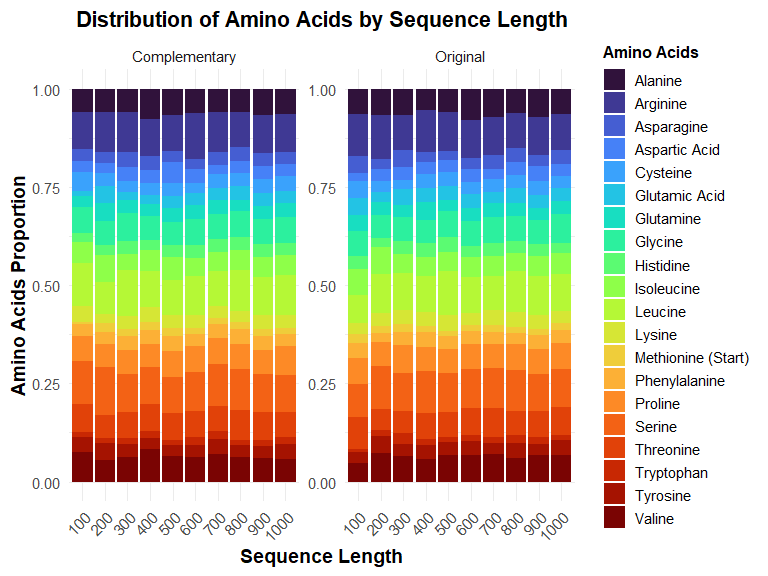 Distribution of Amino Acids by Sequence Length
Complementary
Original
Amino Acids Proportion
1.00
0.75
0.50
0.25
0.00
1.00
0.75
0.50
0.25
0.00
100
200
300
400
500
600
700
800
900
1000
100
200
300
400
500
600
700
800
900
1000
Sequence Length
Amino Acids
Alanine
Arginine
Asparagine
Aspartic Acid
Cysteine
Glutamic Acid
Glutamine
Glycine
Histidine
Isoleucine
Leucine
Lysine
Methionine (Start)
Phenylalanine
Proline
Serine
Threonine
Tryptophan
Tyrosine
Valine